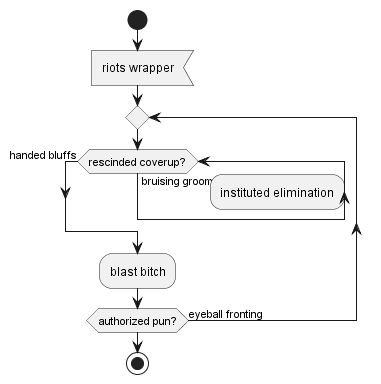 riots wrapper
handed bluffs
rescinded coverup?
bruising groom
instituted elimination
blast bitch
authorized pun?
eyeball fronting